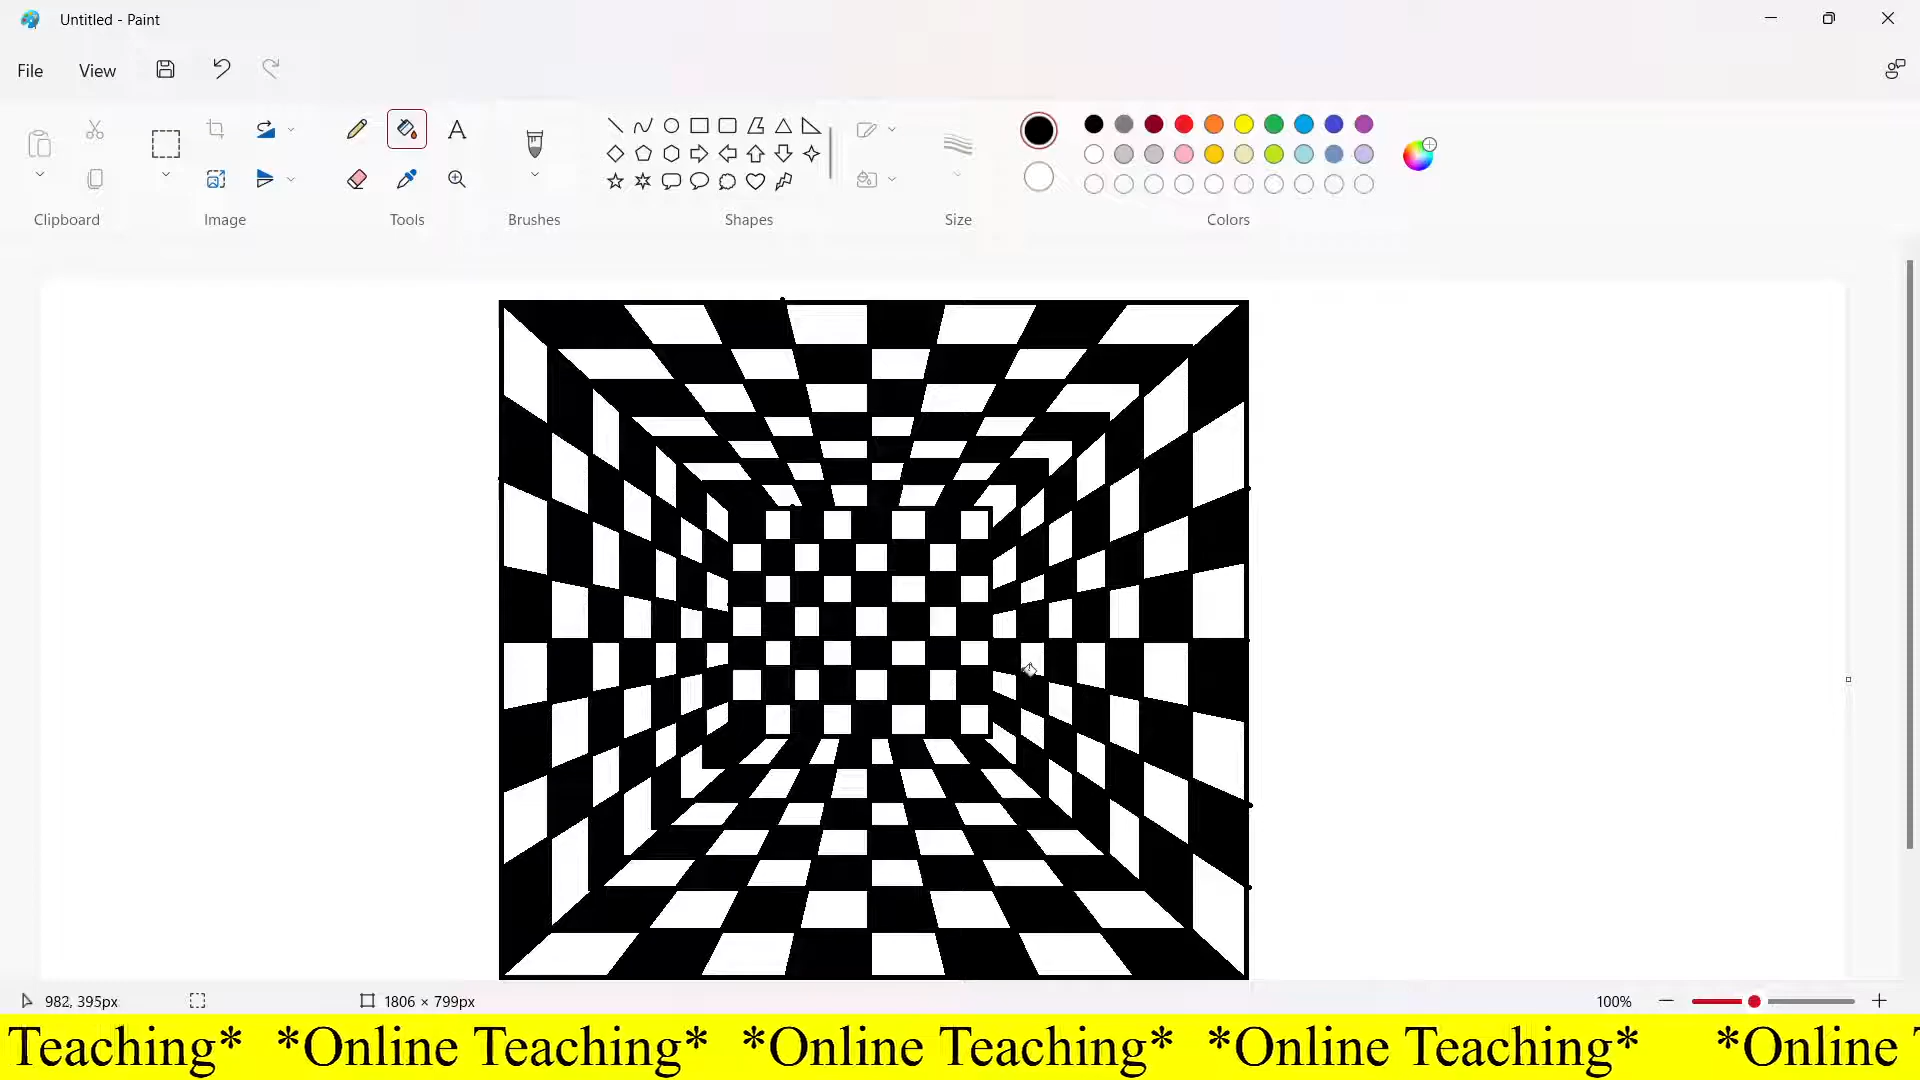 Untitled - Paint
File View
Clipboard Image Tools Brushes Shapes Size Colors
982, 395px 1806 × 799px 100%
Teaching* *Online Teaching* *Online Teaching* *Online Teaching* *Online T